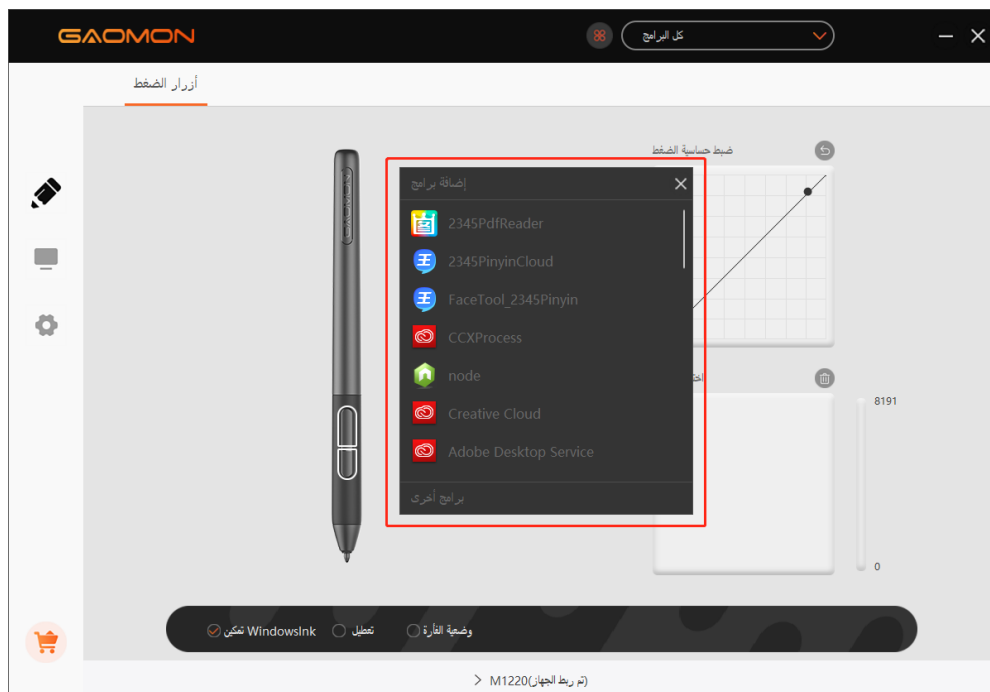 GAOMON
كل البرامج
أزرار الضغط
ضبط حساسية الضغط
إضافة برامج
2345PdfReader
2345PinyinCloud
FaceTool_2345Pinyin
CCXProcess
node
Creative Cloud
Adobe Desktop Service
برامج أخرى
8191
0
تمكين WindowsInk
تعطيل
وضعية الفأرة
M1220(تم ربط الجهاز)